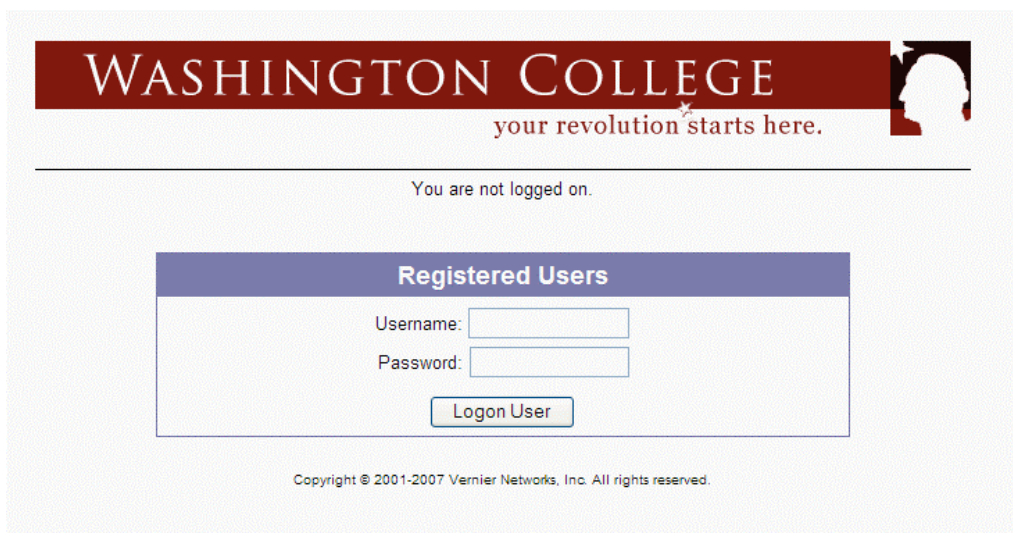 WASHINGTON COLLEGE
your revolution starts here.
You are not logged on.
Registered Users
Username:
Password:
Logon User
Copyright © 2001-2007 Vernier Networks, Inc. All rights reserved.